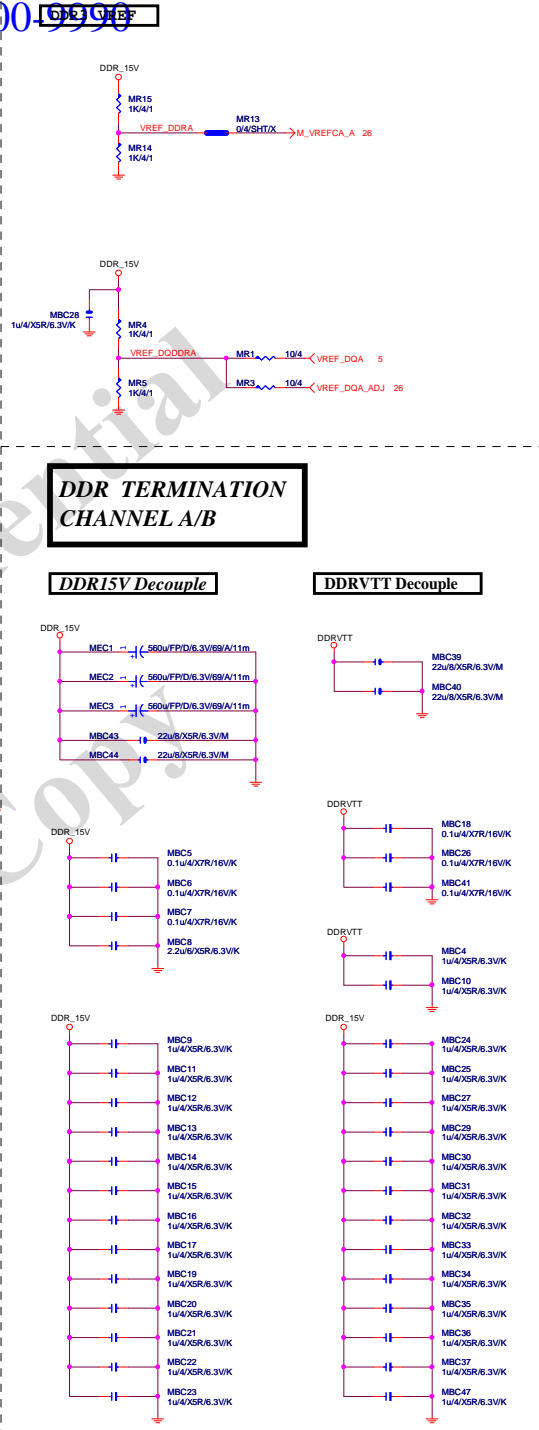 00-9990
DDR3 VREF
DDR_15V
MR15
1K/4/1
VREF_DDRA
MR13
0/4/SHT/X
M_VREFCA_A 26
MR14
1K/4/1
DDR_15V
MBC28
1u/4/X5R/6.3V/K
MR4
1K/4/1
VREF_DQDDRA
MR1 10/4 VREF_DQA 5
MR5
1K/4/1
MR3 10/4 VREF_DQA_ADJ 26
DDR TERMINATION
CHANNEL A/B
DDR15V Decouple
DDR_15V
MEC1 1 + 560u/FP/D/6.3V/69/A/11m
MEC2 1 + 560u/FP/D/6.3V/69/A/11m
MEC3 1 + 560u/FP/D/6.3V/69/A/11m
MBC43 22u/8/X5R/6.3V/M
MBC44 22u/8/X5R/6.3V/M
DDRVTT Decouple
DDRVTT
MBC39
22u/8/X5R/6.3V/M
MBC40
22u/8/X5R/6.3V/M
DDR_15V
MBC5
0.1u/4/X7R/16V/K
MBC6
0.1u/4/X7R/16V/K
MBC7
0.1u/4/X7R/16V/K
MBC8
2.2u/6/X5R/6.3V/K
DDRVTT
MBC18
0.1u/4/X7R/16V/K
MBC26
0.1u/4/X7R/16V/K
MBC41
0.1u/4/X7R/16V/K
DDRVTT
MBC4
1u/4/X5R/6.3V/K
MBC10
1u/4/X5R/6.3V/K
DDR_15V
MBC9
1u/4/X5R/6.3V/K
MBC11
1u/4/X5R/6.3V/K
MBC12
1u/4/X5R/6.3V/K
MBC13
1u/4/X5R/6.3V/K
MBC14
1u/4/X5R/6.3V/K
MBC15
1u/4/X5R/6.3V/K
MBC16
1u/4/X5R/6.3V/K
MBC17
1u/4/X5R/6.3V/K
MBC19
1u/4/X5R/6.3V/K
MBC20
1u/4/X5R/6.3V/K
MBC21
1u/4/X5R/6.3V/K
MBC22
1u/4/X5R/6.3V/K
MBC23
1u/4/X5R/6.3V/K
DDR_15V
MBC24
1u/4/X5R/6.3V/K
MBC25
1u/4/X5R/6.3V/K
MBC27
1u/4/X5R/6.3V/K
MBC29
1u/4/X5R/6.3V/K
MBC30
1u/4/X5R/6.3V/K
MBC31
1u/4/X5R/6.3V/K
MBC32
1u/4/X5R/6.3V/K
MBC33
1u/4/X5R/6.3V/K
MBC34
1u/4/X5R/6.3V/K
MBC35
1u/4/X5R/6.3V/K
MBC36
1u/4/X5R/6.3V/K
MBC37
1u/4/X5R/6.3V/K
MBC47
1u/4/X5R/6.3V/K
ential
Copy